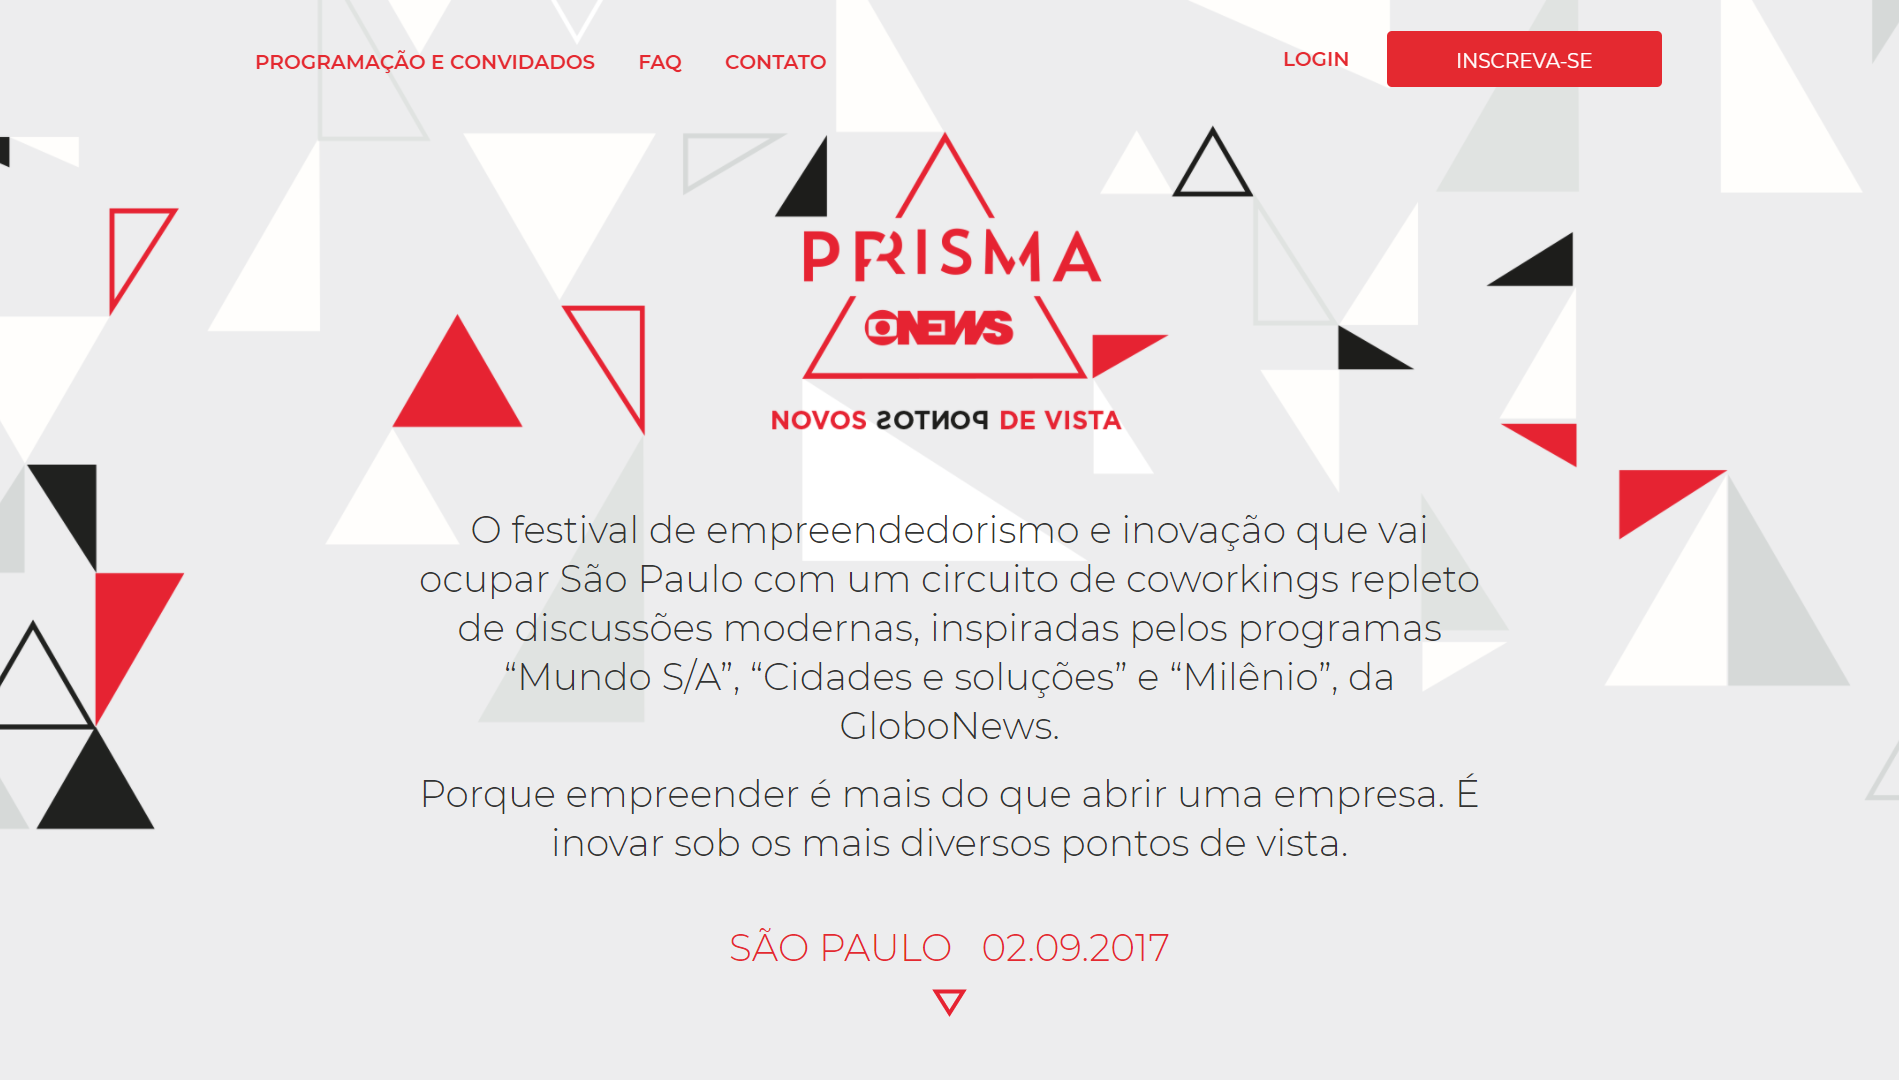 PROGRAMAÇÃO E CONVIDADOS FAQ CONTATO LOGIN INSCREVA-SE
PRISMA
NEWS
NOVOS PONTOS DE VISTA
O festival de empreendedorismo e inovação que vai
ocupar São Paulo com um circuito de coworkings repleto
de discussões modernas, inspiradas pelos programas
“Mundo S/A”, “Cidades e soluções” e “Milênio”, da
GloboNews.
Porque empreender é mais do que abrir uma empresa. É
inovar sob os mais diversos pontos de vista.
SÃO PAULO 02.09.2017